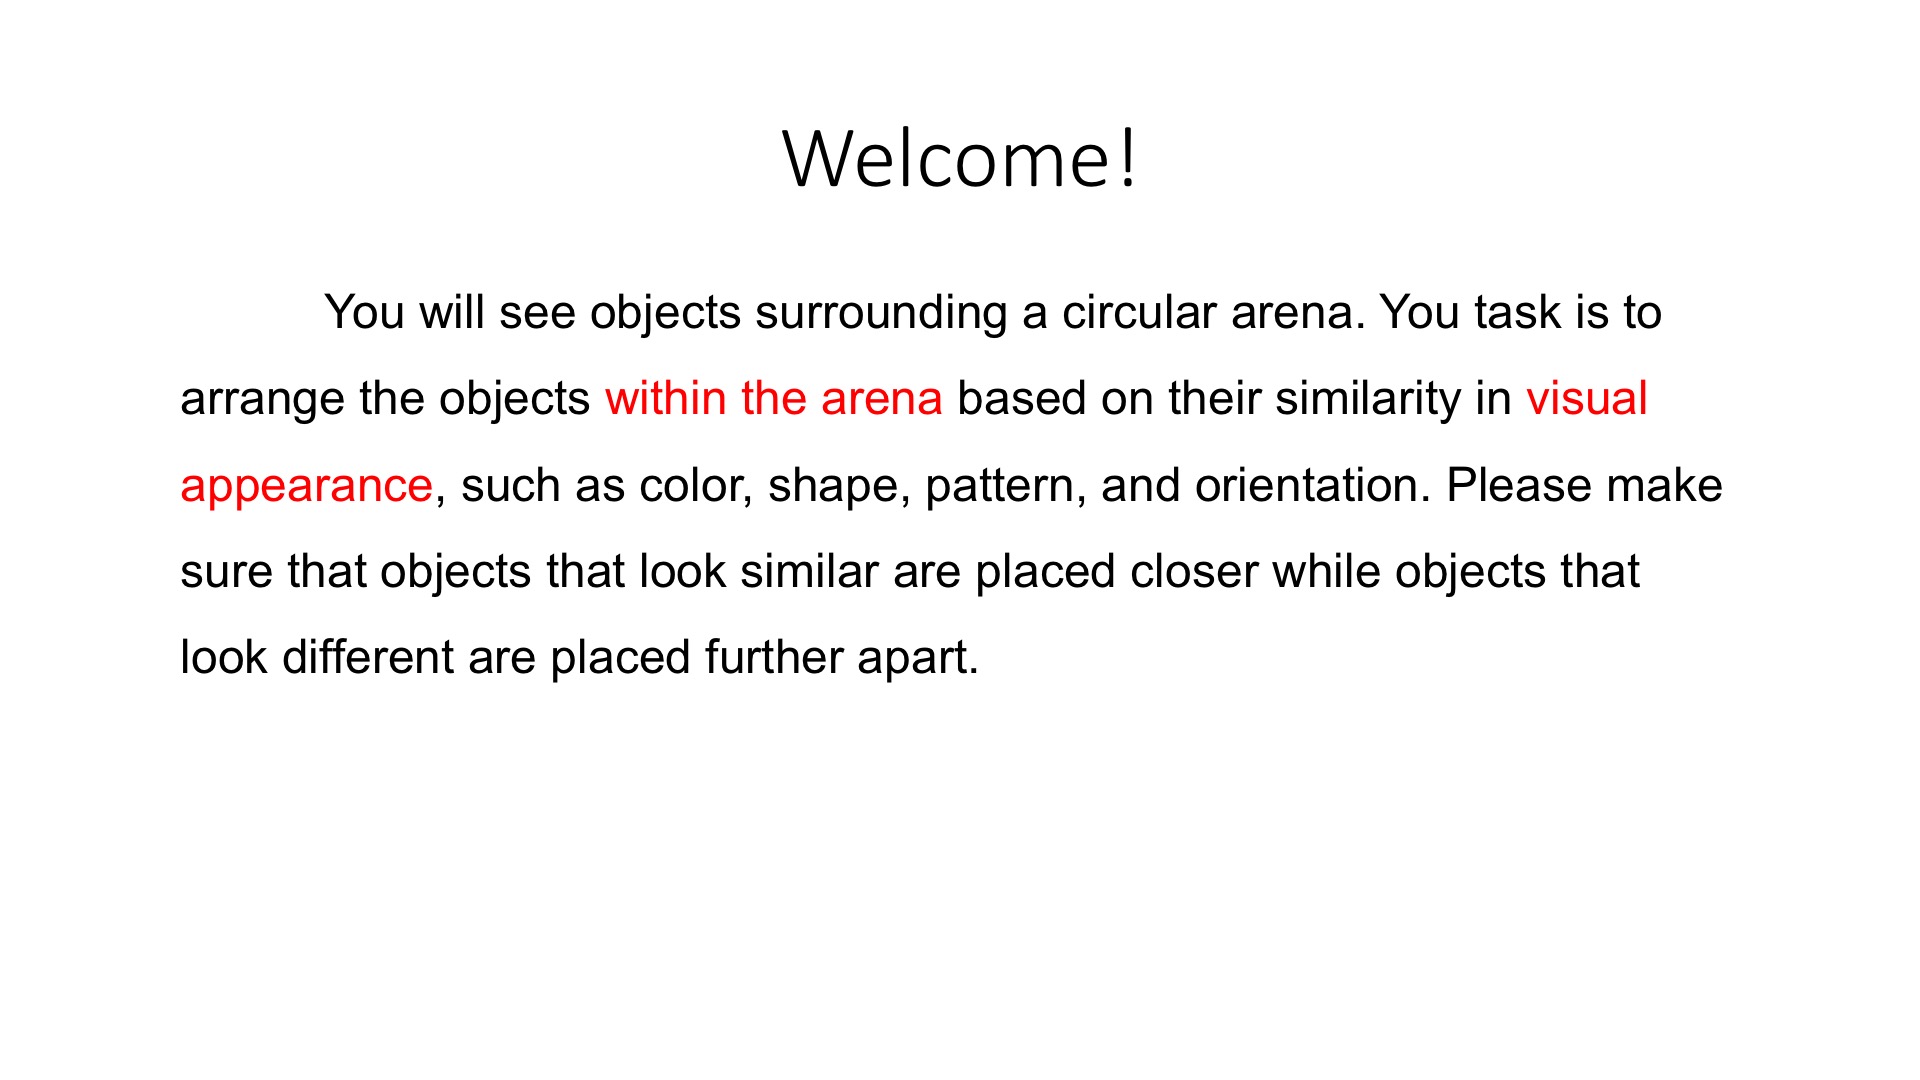 Welcome!
You will see objects surrounding a circular arena. You task is to
arrange the objects within the arena based on their similarity in visual
appearance, such as color, shape, pattern, and orientation. Please make
sure that objects that look similar are placed closer while objects that
look different are placed further apart.